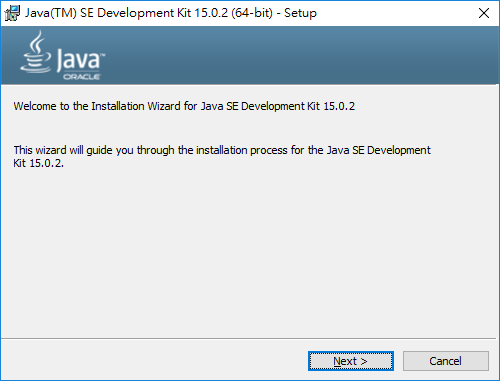 Java(TM) SE Development Kit 15.0.2 (64-bit) - Setup
Java™
ORACLE
Welcome to the Installation Wizard for Java SE Development Kit 15.0.2
This wizard will guide you through the installation process for the Java SE Development
Kit 15.0.2.
Next > Cancel